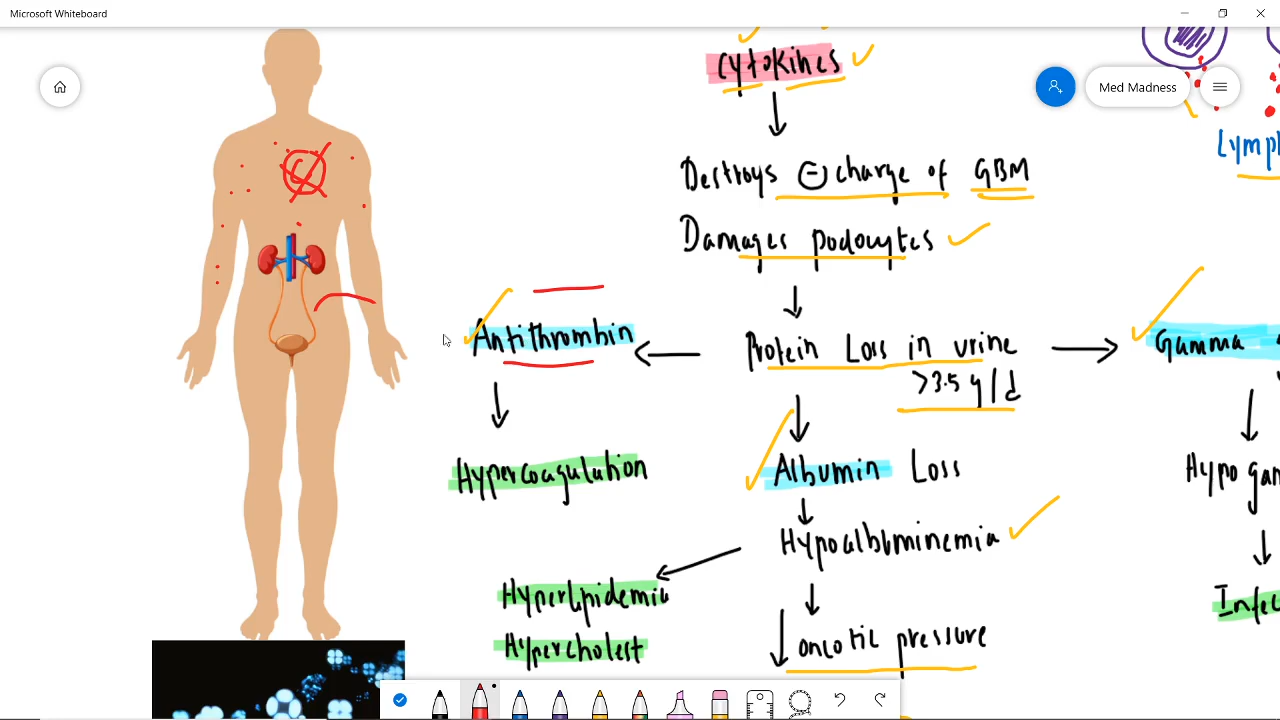 Microsoft Whiteboard
Cytokines
Med Madness
Destroys ⊖ charge of GBM
Damages podocytes
Antithrombin
Protein Loss in urine
>3.5 g/d
Gamma
Hypercoagulation
Albumin Loss
Hypoalbuminemia
Hyperlipidemia
Hypercholest
↓ oncotic pressure